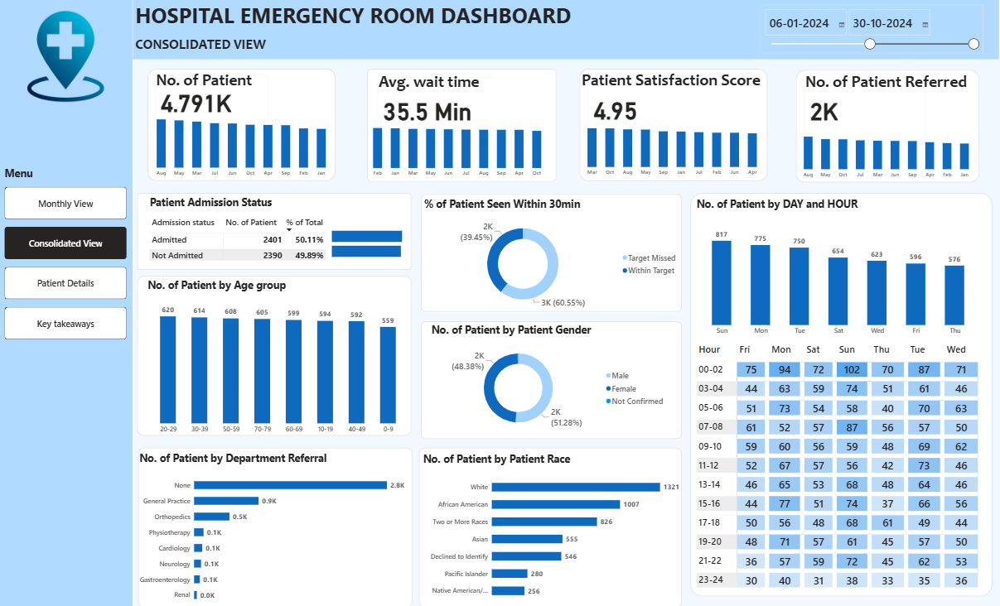 HOSPITAL EMERGENCY ROOM DASHBOARD
CONSOLIDATED VIEW
06-01-2024 30-10-2024
Menu
Monthly View
Consolidated View
Patient Details
Key takeaways
No. of Patient
4.791K
Aug May Mar Jul Jun Oct Apr Sep Feb Jan
Avg. wait time
35.5 Min
Feb Jan Mar May Jun Jul Aug Sep Apr Oct
Patient Satisfaction Score
4.95
Mar Oct Aug May Sep Jan Jul Feb Jun Apr
No. of Patient Referred
2K
Aug May Oct Jul Mar Jun Sep Apr Feb Jan
Patient Admission Status
Admission status No. of Patient % of Total
Admitted 2401 50.11%
Not Admitted 2390 49.89%
No. of Patient by Age group
620 614 608 605 599 594 592 559
20-29 30-39 50-59 70-79 60-69 10-19 40-49 0-9
% of Patient Seen Within 30min
2K
(39.45%)
Target Missed
Within Target
3K (60.55%)
No. of Patient by Patient Gender
2K
(48.38%)
Male
Female
Not Confirmed
2K
(51.28%)
No. of Patient by DAY and HOUR
817 775 750 654 623 596 576
Sun Mon Tue Sat Wed Fri Thu
Hour Fri Mon Sat Sun Thu Tue Wed
00-02 75 94 72 102 70 87 71
03-04 44 63 59 74 51 61 46
05-06 51 73 54 58 40 70 63
07-08 61 52 57 87 56 57 50
09-10 59 60 56 59 48 69 62
11-12 52 67 57 56 42 73 46
13-14 46 65 53 68 48 64 46
15-16 44 77 51 74 37 66 56
17-18 50 56 48 68 61 49 44
19-20 48 71 57 61 45 57 50
21-22 36 57 59 72 45 62 53
23-24 30 40 31 38 33 35 36
No. of Patient by Department Referral
None 2.8K
General Practice 0.9K
Orthopedics 0.5K
Physiotherapy 0.1K
Cardiology 0.1K
Neurology 0.1K
Gastroenterology 0.1K
Renal 0.0K
No. of Patient by Patient Race
White 1321
African American 1007
Two or More Races 826
Asian 555
Declined to Identify 546
Pacific Islander 280
Native American/... 256